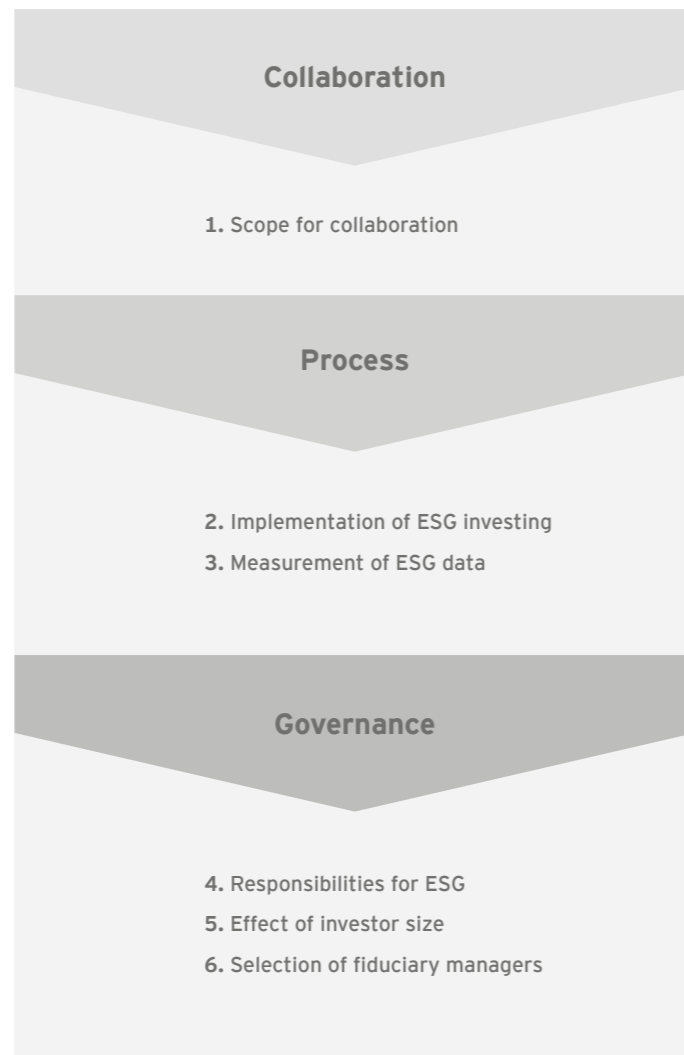 Collaboration
1. Scope for collaboration
Process
2. Implementation of ESG investing
3. Measurement of ESG data
Governance
4. Responsibilities for ESG
5. Effect of investor size
6. Selection of fiduciary managers